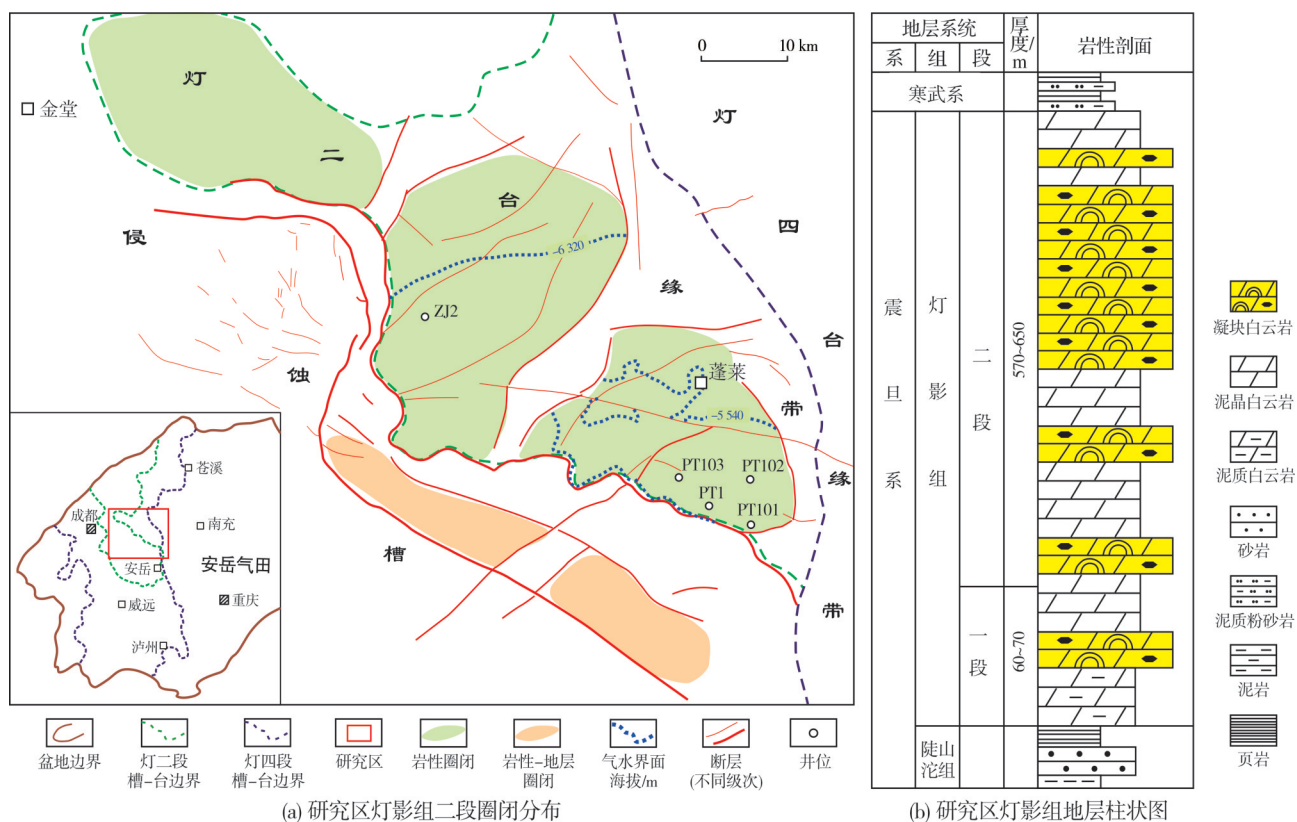 灯
二
台
缘
带
灯
四
台
缘
带
侵
蚀
槽
0 10 km
金堂
-6 320
ZJ2
蓬莱
-5 540
PT103
PT102
PT1
PT101
苍溪
成都
南充
安岳
安岳气田
威远
重庆
泸州
盆地边界
灯二段
槽-台边界
灯四段
槽-台边界
研究区
岩性圈闭
岩性-地层
圈闭
气水界面
海拔/m
断层
(不同级次)
井位
(a) 研究区灯影组二段圈闭分布
地层系统
系 组 段
厚度/m
岩性剖面
寒武系
震旦系
灯影组
二段
570~650
一段
60~70
陡山
沱组
凝块白云岩
泥晶白云岩
泥质白云岩
砂岩
泥质粉砂岩
泥岩
页岩
(b) 研究区灯影组地层柱状图